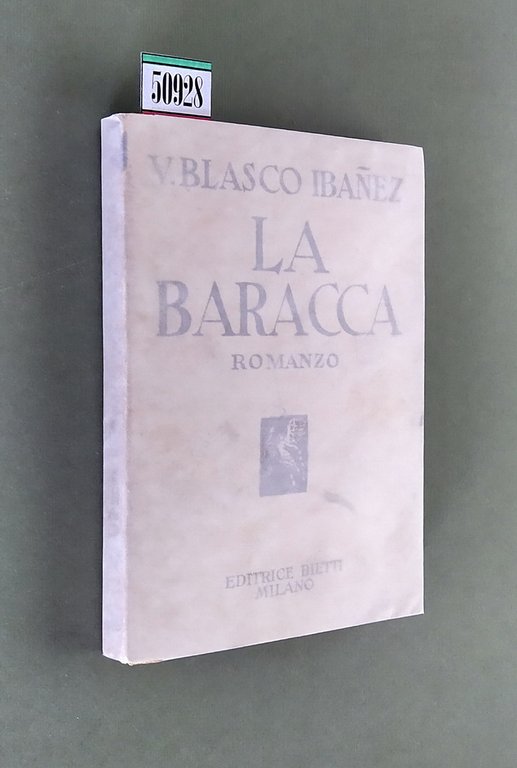 50928
V. BLASCO IBAÑEZ
LA
BARACCA
ROMANZO
EDITRICE BIETTI
MILANO